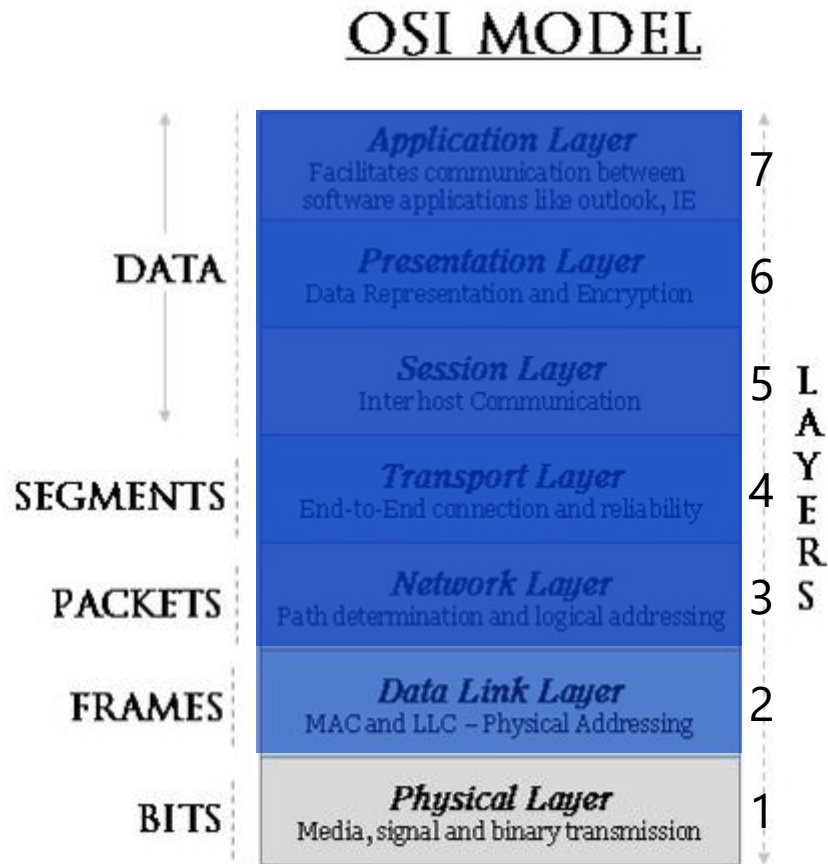 OSI MODEL
Application Layer
Facilitates communication between
software applications like outlook, IE
7
DATA
Presentation Layer
Data Representation and Encryption
6
Session Layer
Interhost Communication
5
LAYERS
SEGMENTS
Transport Layer
End-to-End connection and reliability
4
PACKETS
Network Layer
Path determination and logical addressing
3
FRAMES
Data Link Layer
MAC and LLC – Physical Addressing
2
BITS
Physical Layer
Media, signal and binary transmission
1